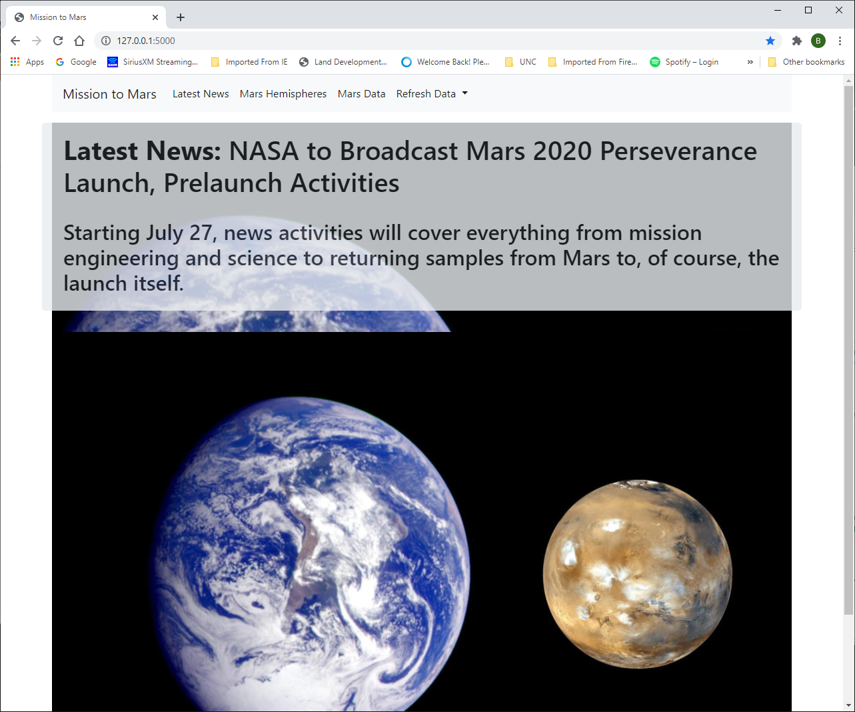 Mission to Mars
127.0.0.1:5000
B
Apps Google SiriusXM Streaming... Imported From IE Land Development... Welcome Back! Ple... UNC Imported From Fire... Spotify – Login » Other bookmarks
Mission to Mars Latest News Mars Hemispheres Mars Data Refresh Data
Latest News: NASA to Broadcast Mars 2020 Perseverance
Launch, Prelaunch Activities
Starting July 27, news activities will cover everything from mission
engineering and science to returning samples from Mars to, of course, the
launch itself.